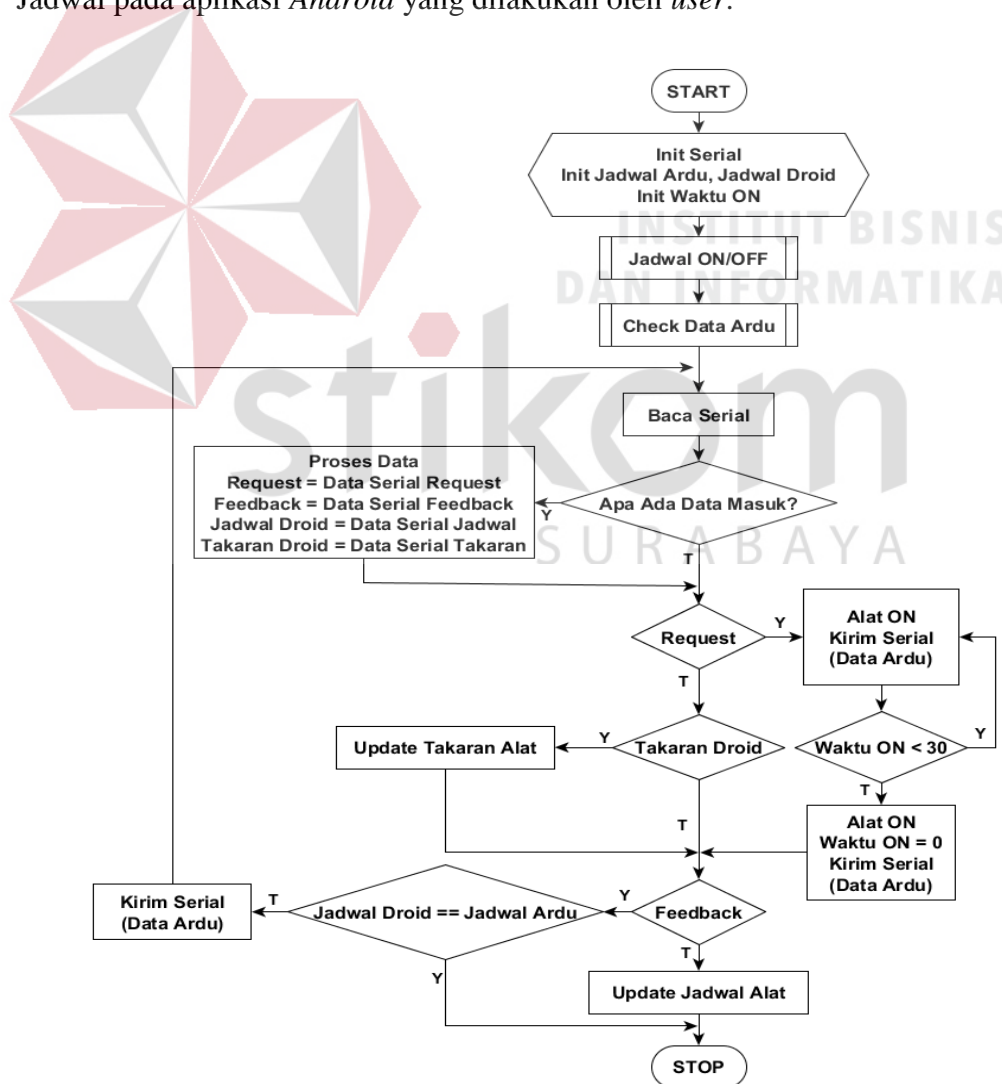 Jadwal pada aplikasi Android yang dilakukan oleh user.
START
Init Serial
Init Jadwal Ardu, Jadwal Droid
Init Waktu ON
INSTITUT BISNIS
Jadwal ON/OFF
DAN INFORMATIKA
Check Data Ardu
stikom
Baca Serial
Proses Data
Request = Data Serial Request
Feedback = Data Serial Feedback
Jadwal Droid = Data Serial Jadwal
Takaran Droid = Data Serial Takaran
Y
Apa Ada Data Masuk?
SURABAYA
T
Request
Y
Alat ON
Kirim Serial
(Data Ardu)
T
Update Takaran Alat
Y
Takaran Droid
Waktu ON < 30
Y
T
T
Alat ON
Waktu ON = 0
Kirim Serial
(Data Ardu)
Kirim Serial
(Data Ardu)
T
Jadwal Droid == Jadwal Ardu
Y
Feedback
Y
T
Update Jadwal Alat
STOP